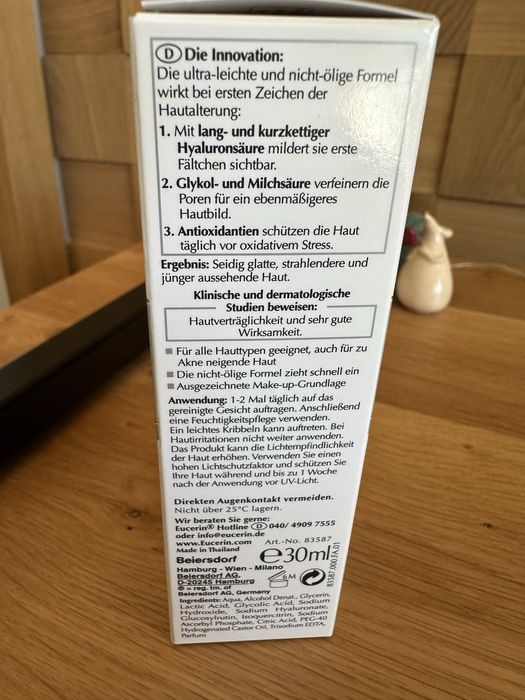 D Die Innovation:
Die ultra-leichte und nicht-ölige Formel
wirkt bei ersten Zeichen der
Hautalterung:
1. Mit lang- und kurzkettiger
Hyaluronsäure mildert sie erste
Fältchen sichtbar.
2. Glykol- und Milchsäure verfeinern die
Poren für ein ebenmäßigeres
Hautbild.
3. Antioxidantien schützen die Haut
täglich vor oxidativem Stress.
Ergebnis: Seidig glatte, strahlendere und
jünger aussehende Haut.
Klinische und dermatologische
Studien beweisen:
Hautverträglichkeit und sehr gute
Wirksamkeit.
Für alle Hauttypen geeignet, auch für zu
Akne neigende Haut
Die nicht-ölige Formel zieht schnell ein
Ausgezeichnete Make-up-Grundlage
Anwendung: 1-2 Mal täglich auf das
gereinigte Gesicht auftragen. Anschließend
eine Feuchtigkeitspflege verwenden.
Ein leichtes Kribbeln kann auftreten. Bei
Hautirritationen nicht weiter anwenden.
Das Produkt kann die Lichtempfindlichkeit
der Haut erhöhen. Verwenden Sie einen
hohen Lichtschutzfaktor und schützen Sie
Ihre Haut während und bis zu 1 Woche
nach der Anwendung vor UV-Licht.
Direkten Augenkontakt vermeiden.
Nicht über 25°C lagern.
Wir beraten Sie gerne:
Eucerin® Hotline D 040/ 4909 7555
oder info@eucerin.de
www.Eucerin.com Art.-No. 83587
Made in Thailand
Beiersdorf e 30ml
Hamburg - Wien - Milano
Beiersdorf AG,
D-20245 Hamburg 6M
® = reg. tm. of
Beiersdorf AG, Germany
83587.000.FA.01
Ingredients: Aqua, Alcohol Denat., Glycerin,
Lactic Acid, Glycolic Acid, Sodium
Hydroxide, Sodium Hyaluronate,
Glucosylrutin, Isoquercitrin, Sodium
Ascorbyl Phosphate, Citric Acid, PEG-40
Hydrogenated Castor Oil, Trisodium EDTA,
Parfum